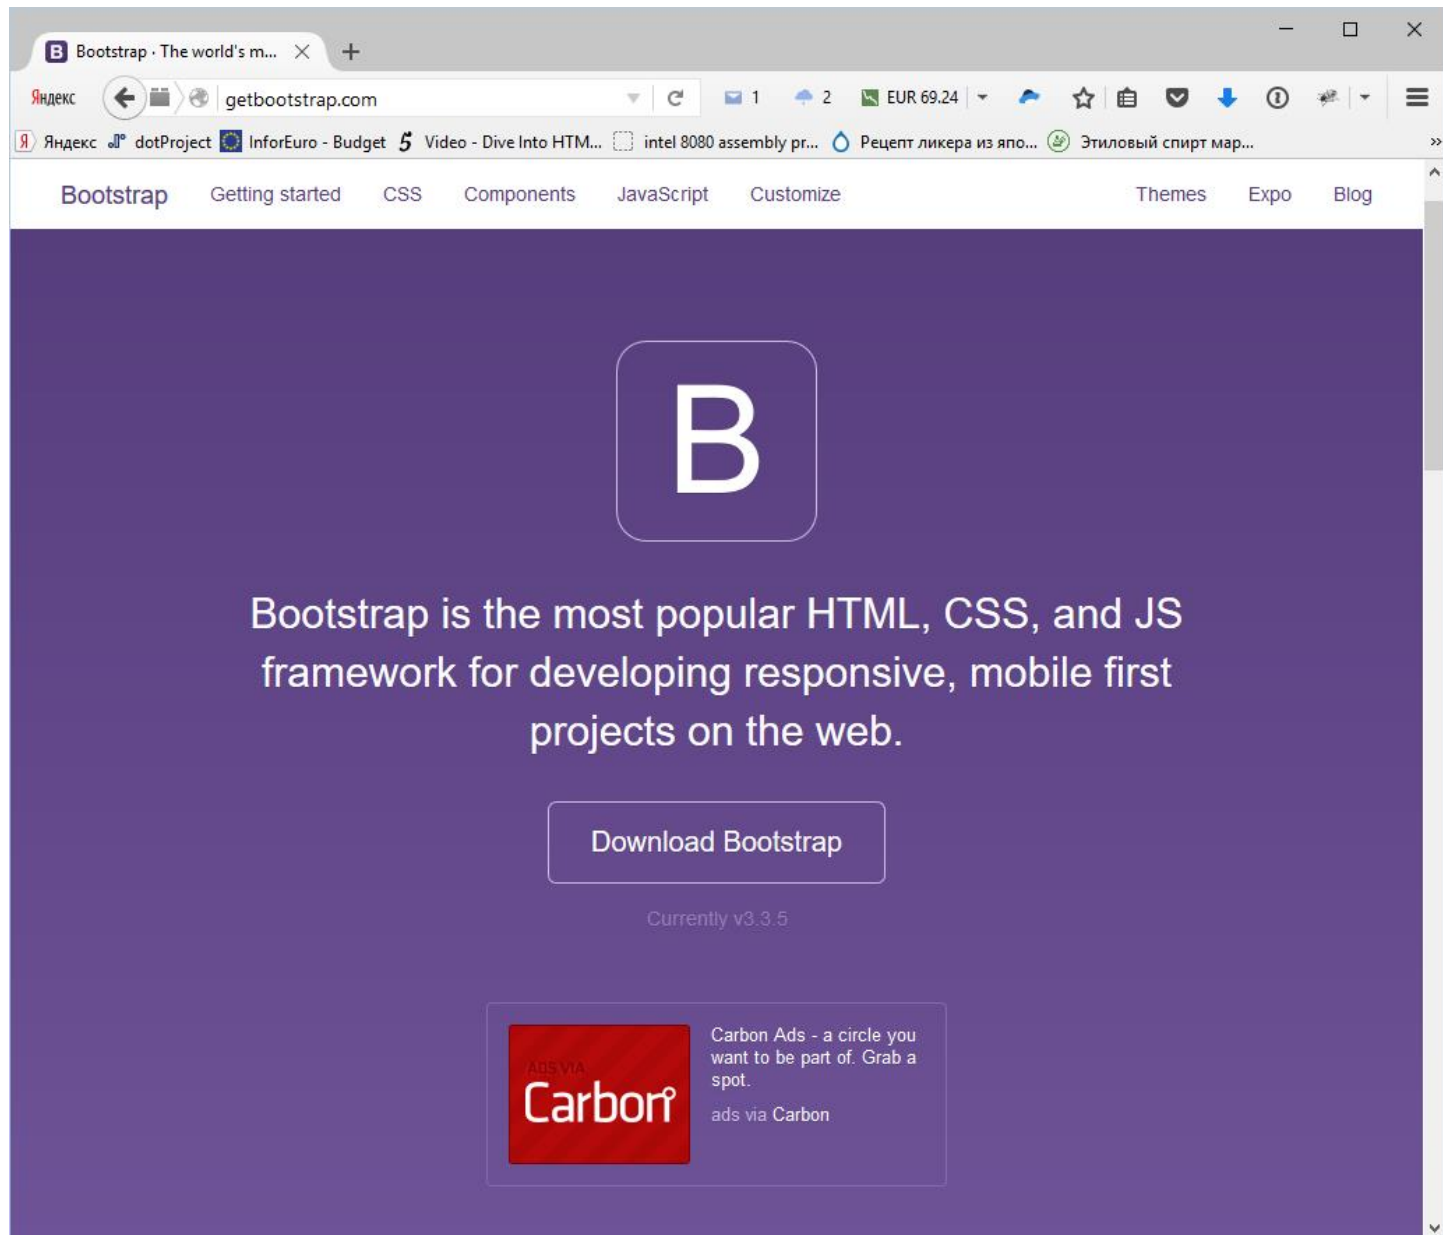 B Bootstrap · The world's m...
Яндекс getbootstrap.com 1 2 EUR 69.24
Я Яндекс dotProject InforEuro - Budget 5 Video - Dive Into HTM... intel 8080 assembly pr... Рецепт ликера из япо... Этиловый спирт мар... »
Bootstrap Getting started CSS Components JavaScript Customize Themes Expo Blog
B
Bootstrap is the most popular HTML, CSS, and JS
framework for developing responsive, mobile first
projects on the web.
Download Bootstrap
Currently v3.3.5
ADS VIA
Carbon
Carbon Ads - a circle you
want to be part of. Grab a
spot.
ads via Carbon